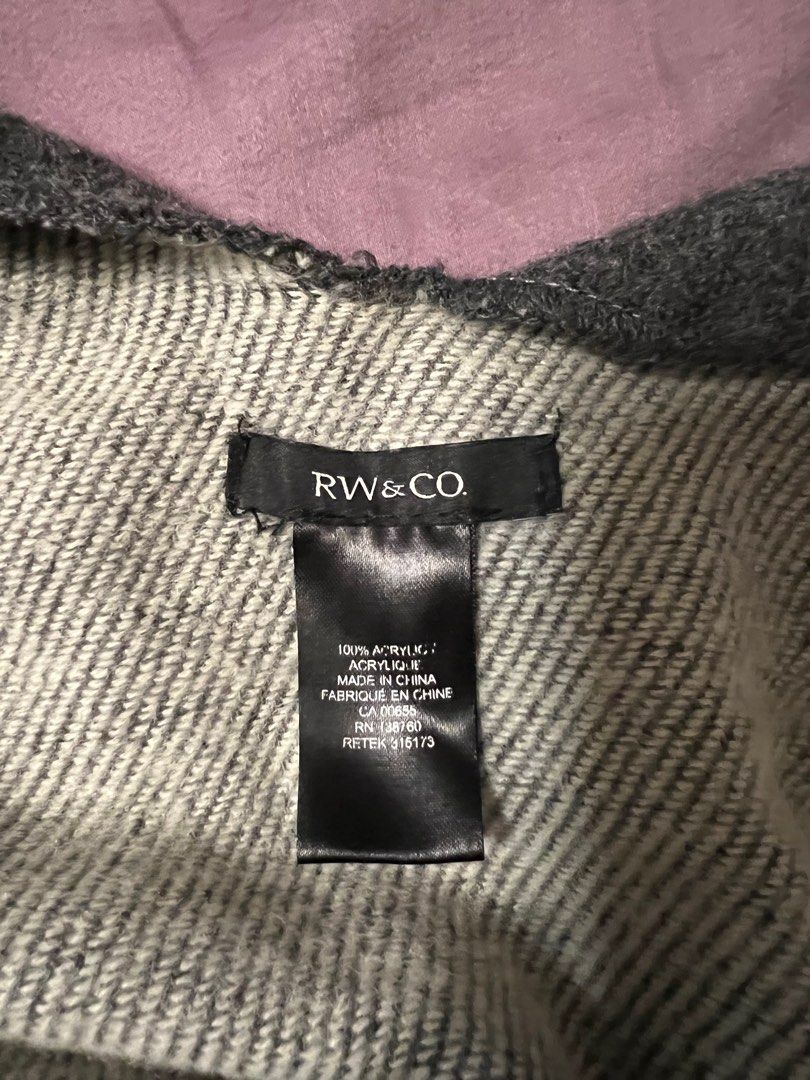 RW&CO.
100% ACRYLIC /
ACRYLIQUE
MADE IN CHINA
FABRIQUÉ EN CHINE
CA 00655
RN 138760
RETEK 315173